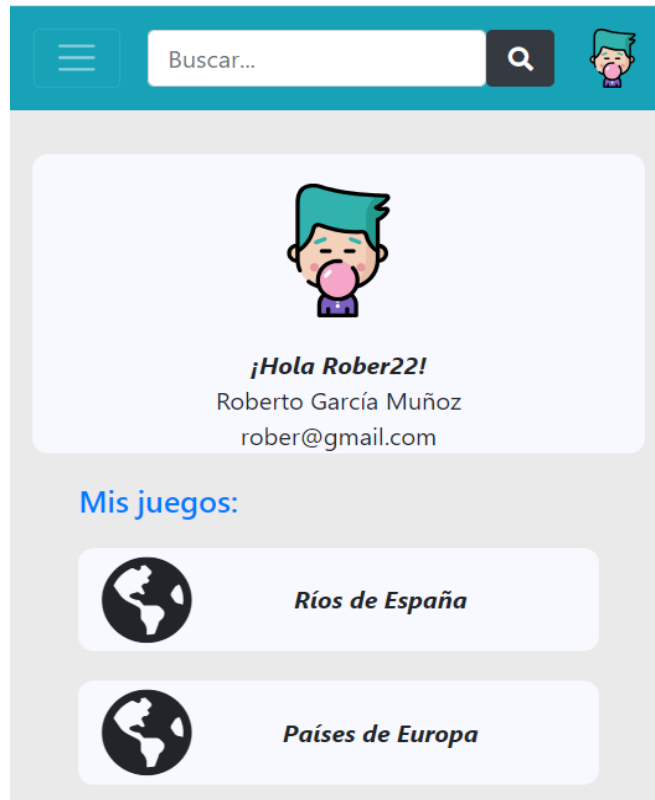 Buscar...
¡Hola Rober22!
Roberto García Muñoz
rober@gmail.com
Mis juegos:
Ríos de España
Países de Europa